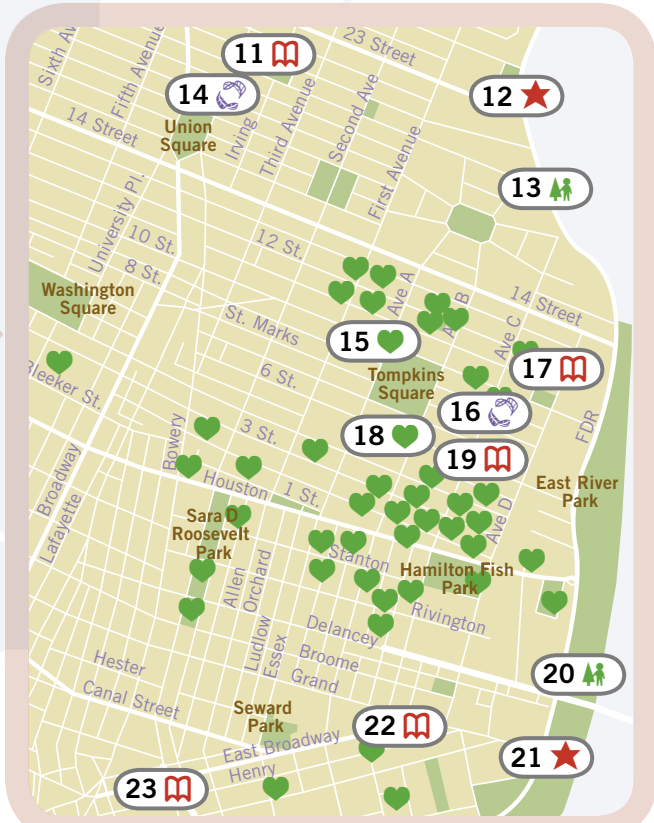 Sixth Av
Fifth Avenue
11
23 Street
14
12
Union
Square
14 Street
Irving
Third Avenue
Second Ave
First Avenue
13
University Pl.
10 St.
8 St.
12 St.
Washington
Square
Ave A
B
14 Street
Ave C
St. Marks
15
17
Bleeker St.
6 St.
Tompkins
Square
16
FDR
Bowery
3 St.
18
19
Broadway
Lafayette
Houston
1 St.
East River
Park
Ave D
Sara D
Roosevelt
Park
Stanton
Hamilton Fish
Park
Allen
Orchard
Rivington
Ludlow
Essex
Delancey
Broome
Grand
Hester
Canal Street
20
Seward
Park
22
East Broadway
Henry
21
23